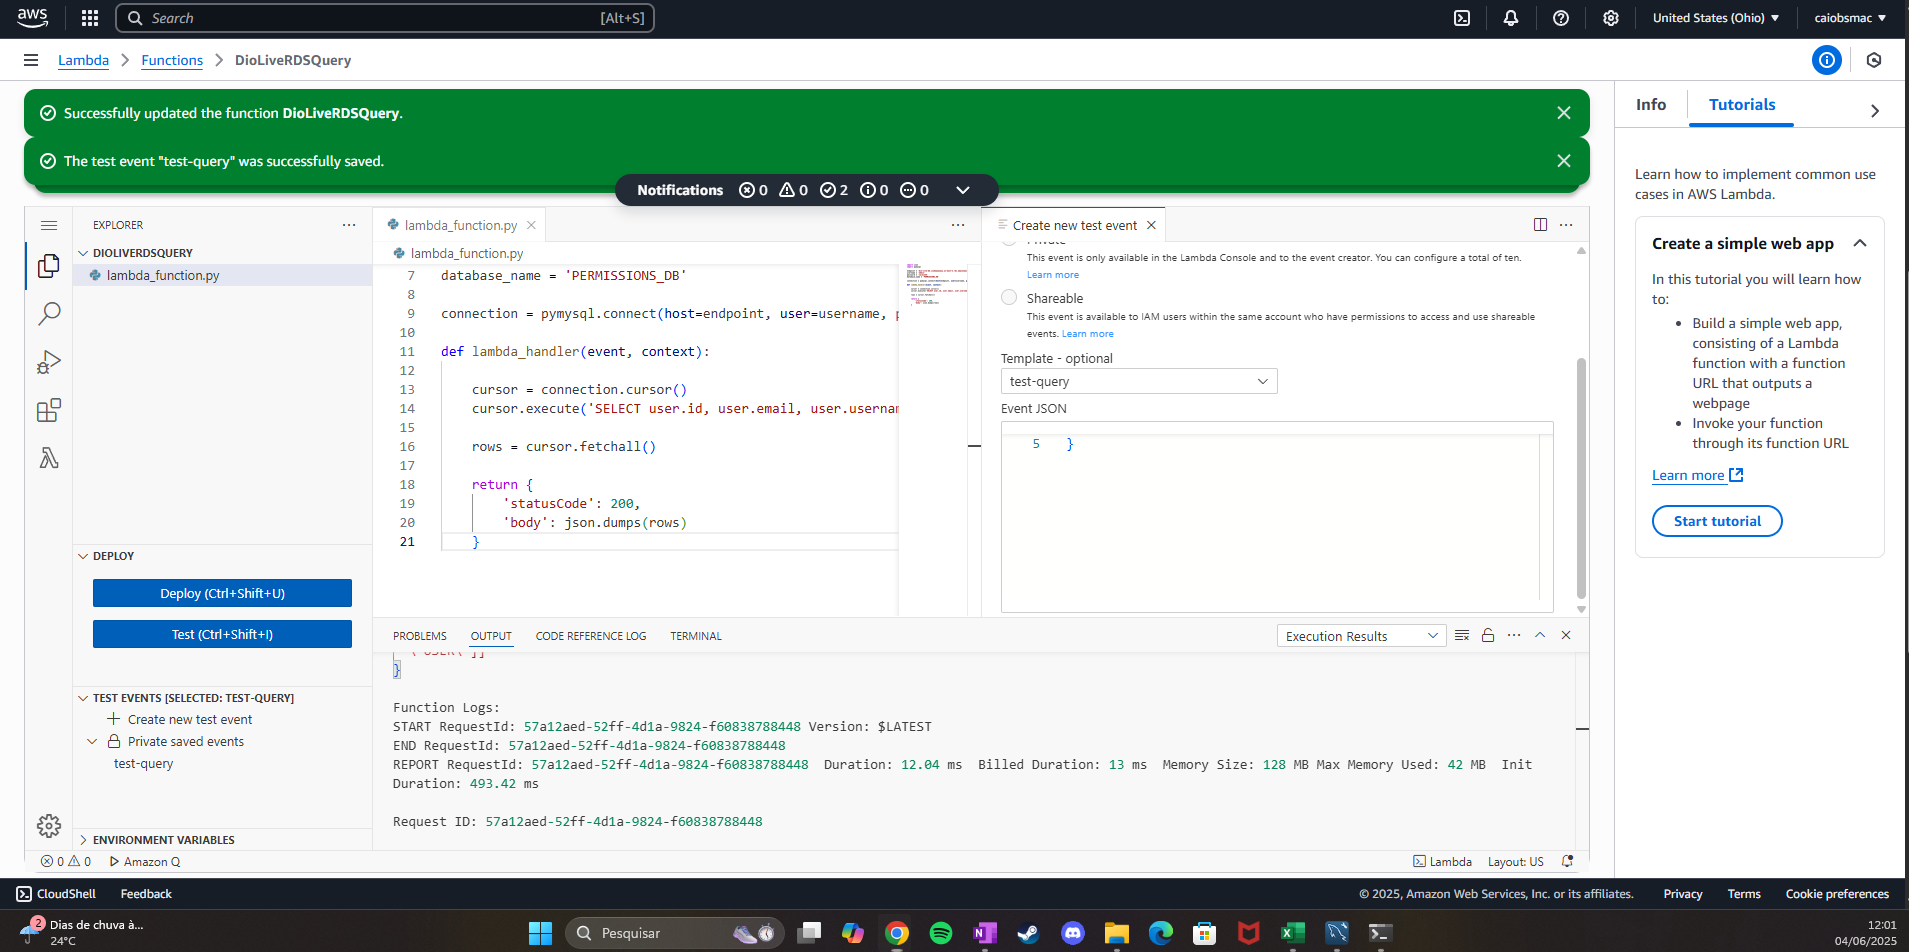 aws
Search
[Alt+S]
United States (Ohio)
caiobsmac
Lambda
Functions
DioLiveRDSQuery
Successfully updated the function DioLiveRDSQuery.
The test event "test-query" was successfully saved.
Notifications 0 0 2 0 0
EXPLORER
DIOLIVERDSQUERY
lambda_function.py
DEPLOY
Deploy (Ctrl+Shift+U)
Test (Ctrl+Shift+I)
TEST EVENTS [SELECTED: TEST-QUERY]
Create new test event
Private saved events
test-query
ENVIRONMENT VARIABLES
lambda_function.py
lambda_function.py
7 database_name = 'PERMISSIONS_DB'
8
9 connection = pymysql.connect(host=endpoint, user=username, p
10
11 def lambda_handler(event, context):
12
13 cursor = connection.cursor()
14 cursor.execute('SELECT user.id, user.email, user.usernam
15
16 rows = cursor.fetchall()
17
18 return {
19 'statusCode': 200,
20 'body': json.dumps(rows)
21 }
Create new test event
Private
This event is only available in the Lambda Console and to the event creator. You can configure a total of ten.
Learn more
Shareable
This event is available to IAM users within the same account who have permissions to access and use shareable
events. Learn more
Template - optional
test-query
Event JSON
5 }
PROBLEMS
OUTPUT
CODE REFERENCE LOG
TERMINAL
Execution Results
\"USER\"]]
}
Function Logs:
START RequestId: 57a12aed-52ff-4d1a-9824-f60838788448 Version: $LATEST
END RequestId: 57a12aed-52ff-4d1a-9824-f60838788448
REPORT RequestId: 57a12aed-52ff-4d1a-9824-f60838788448 Duration: 12.04 ms Billed Duration: 13 ms Memory Size: 128 MB Max Memory Used: 42 MB Init
Duration: 493.42 ms
Request ID: 57a12aed-52ff-4d1a-9824-f60838788448
0 0
Amazon Q
Lambda
Layout: US
Info
Tutorials
Learn how to implement common use
cases in AWS Lambda.
Create a simple web app
In this tutorial you will learn how
to:
• Build a simple web app,
consisting of a Lambda
function with a function
URL that outputs a
webpage
• Invoke your function
through its function URL
Learn more
Start tutorial
CloudShell
Feedback
© 2025, Amazon Web Services, Inc. or its affiliates.
Privacy
Terms
Cookie preferences
2
Dias de chuva à...
24°C
Pesquisar
12:01
04/06/2025